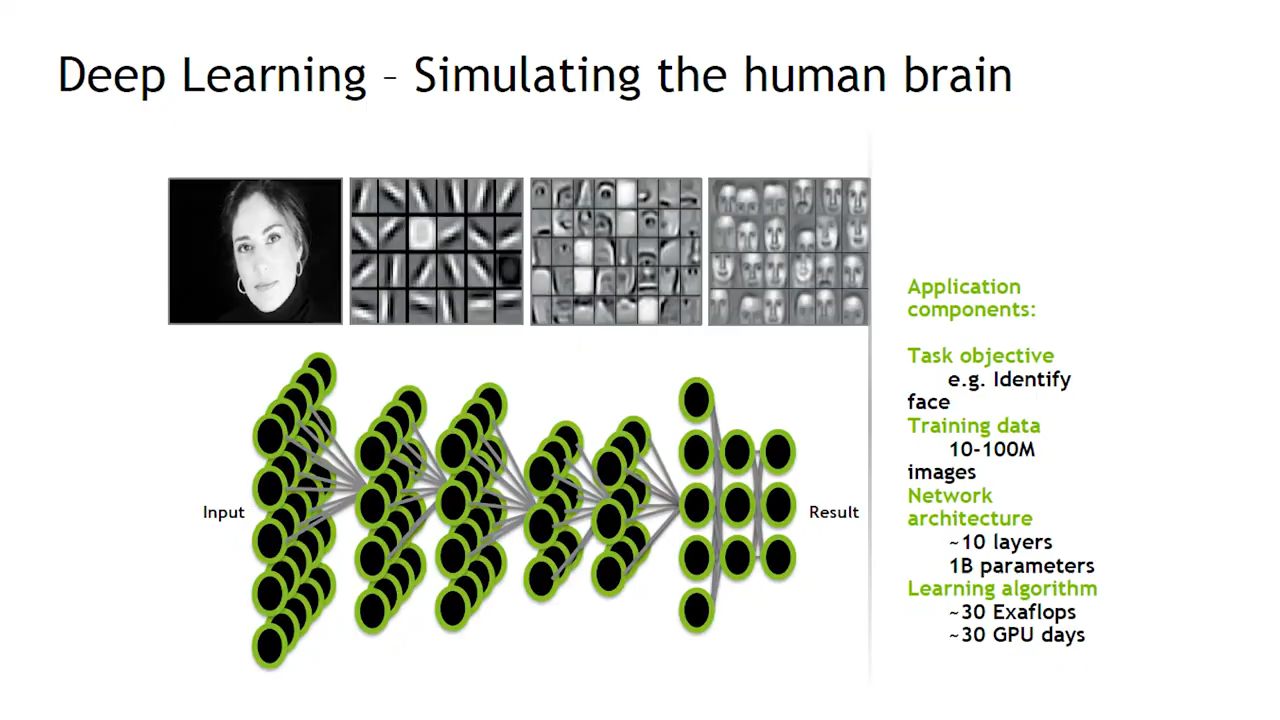 Deep Learning – Simulating the human brain
Application
components:
Task objective
e.g. Identify
face
Training data
10-100M
images
Network
architecture
~10 layers
1B parameters
Learning algorithm
~30 Exaflops
~30 GPU days
Input
Result